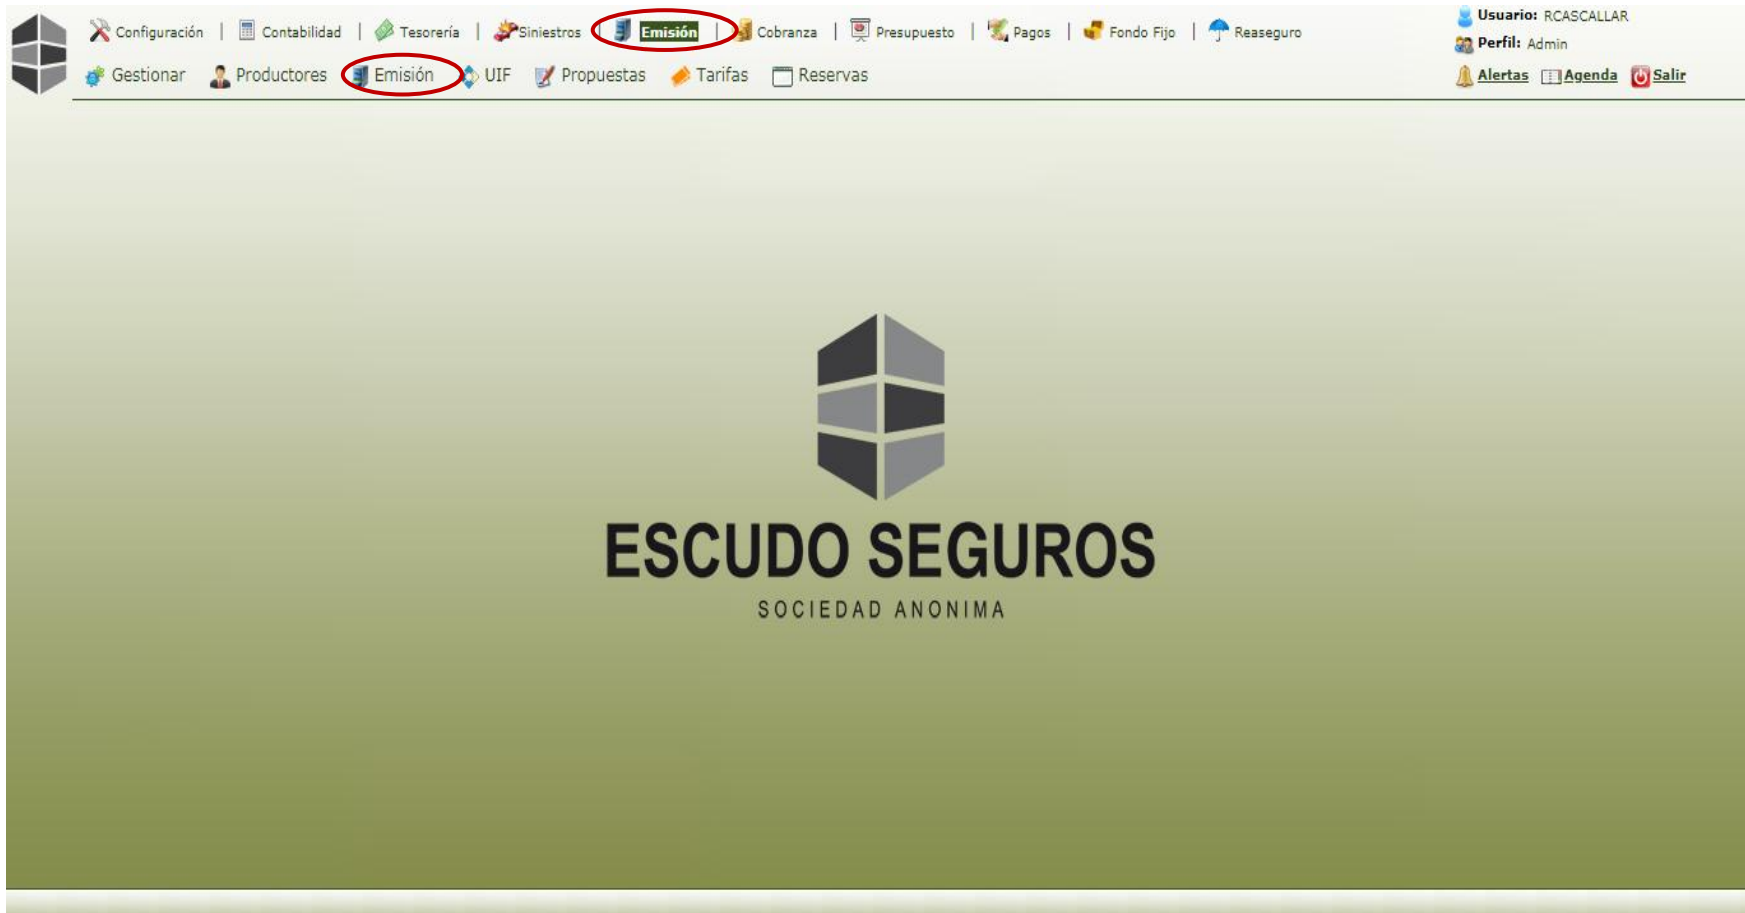 Configuración | Contabilidad | Tesorería | Siniestros | Emisión | Cobranza | Presupuesto | Pagos | Fondo Fijo | Reaseguro
Usuario: RCASCALLAR
Perfil: Admin
Gestionar Productores Emisión UIF Propuestas Tarifas Reservas
Alertas Agenda Salir
ESCUDO SEGUROS
SOCIEDAD ANONIMA